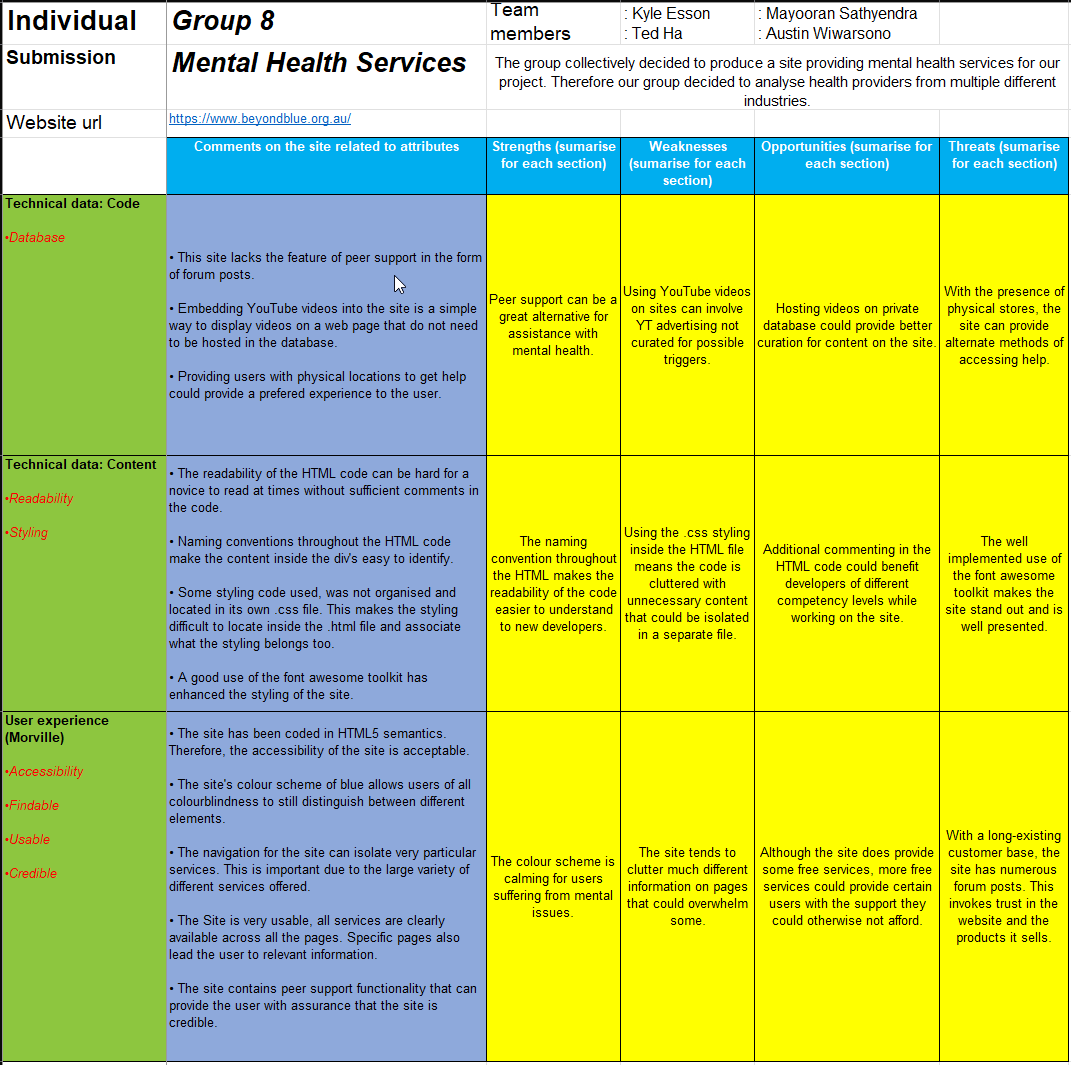 Individual
Group 8
Team
members
: Kyle Esson
: Ted Ha
: Mayooran Sathyendra
: Austin Wiwarsono
Submission
Mental Health Services
The group collectively decided to produce a site providing mental health services for our
project. Therefore our group decided to analyse health providers from multiple different
industries.
Website url
https://www.beyondblue.org.au/
Comments on the site related to attributes
Strengths (sumarise
for each section)
Weaknesses
(sumarise for each
section)
Opportunities (sumarise for
each section)
Threats (sumarise
for each section)
Technical data: Code
•Database
• This site lacks the feature of peer support in the form
of forum posts.
• Embedding YouTube videos into the site is a simple
way to display videos on a web page that do not need
to be hosted in the database.
• Providing users with physical locations to get help
could provide a prefered experience to the user.
Peer support can be a
great alternative for
assistance with
mental health.
Using YouTube videos
on sites can involve
YT advertising not
curated for possible
triggers.
Hosting videos on private
database could provide better
curation for content on the site.
With the presence of
physical stores, the
site can provide
alternate methods of
accessing help.
Technical data: Content
•Readability
•Styling
• The readability of the HTML code can be hard for a
novice to read at times without sufficient comments in
the code.
• Naming conventions throughout the HTML code
make the content inside the div's easy to identify.
• Some styling code used, was not organised and
located in its own .css file. This makes the styling
difficult to locate inside the .html file and associate
what the styling belongs too.
• A good use of the font awesome toolkit has
enhanced the styling of the site.
The naming
convention throughout
the HTML makes the
readability of the code
easier to understand
to new developers.
Using the .css styling
inside the HTML file
means the code is
cluttered with
unnecessary content
that could be isolated
in a separate file.
Additional commenting in the
HTML code could benefit
developers of different
competency levels while
working on the site.
The well
implemented use of
the font awesome
toolkit makes the
site stand out and is
well presented.
User experience
(Morville)
•Accessibility
•Findable
•Usable
•Credible
• The site has been coded in HTML5 semantics.
Therefore, the accessibility of the site is acceptable.
• The site's colour scheme of blue allows users of all
colourblindness to still distinguish between different
elements.
• The navigation for the site can isolate very particular
services. This is important due to the large variety of
different services offered.
• The Site is very usable, all services are clearly
available across all the pages. Specific pages also
lead the user to relevant information.
• The site contains peer support functionality that can
provide the user with assurance that the site is
credible.
The colour scheme is
calming for users
suffering from mental
issues.
The site tends to
clutter much different
information on pages
that could overwhelm
some.
Although the site does provide
some free services, more free
services could provide certain
users with the support they
could otherwise not afford.
With a long-existing
customer base, the
site has numerous
forum posts. This
invokes trust in the
website and the
products it sells.